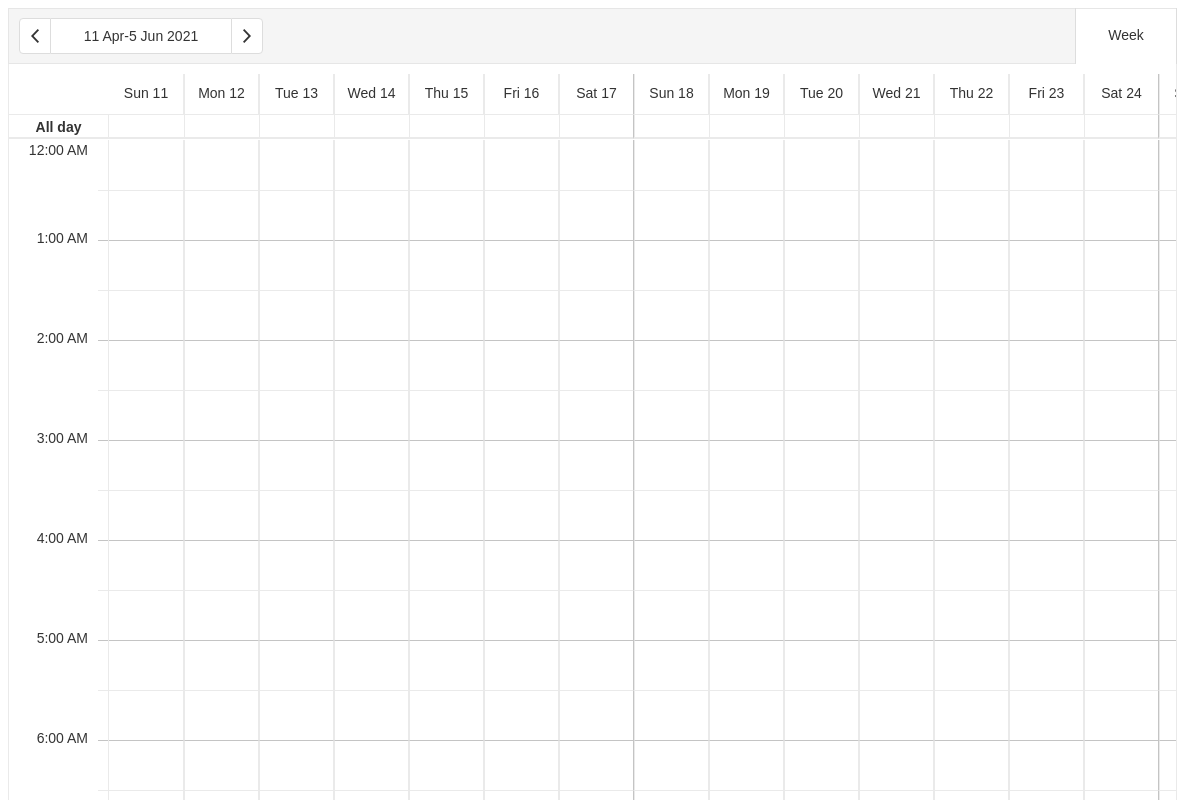 11 Apr-5 Jun 2021
Week
Sun 11 Mon 12 Tue 13 Wed 14 Thu 15 Fri 16 Sat 17 Sun 18 Mon 19 Tue 20 Wed 21 Thu 22 Fri 23 Sat 24
All day
12:00 AM
1:00 AM
2:00 AM
3:00 AM
4:00 AM
5:00 AM
6:00 AM